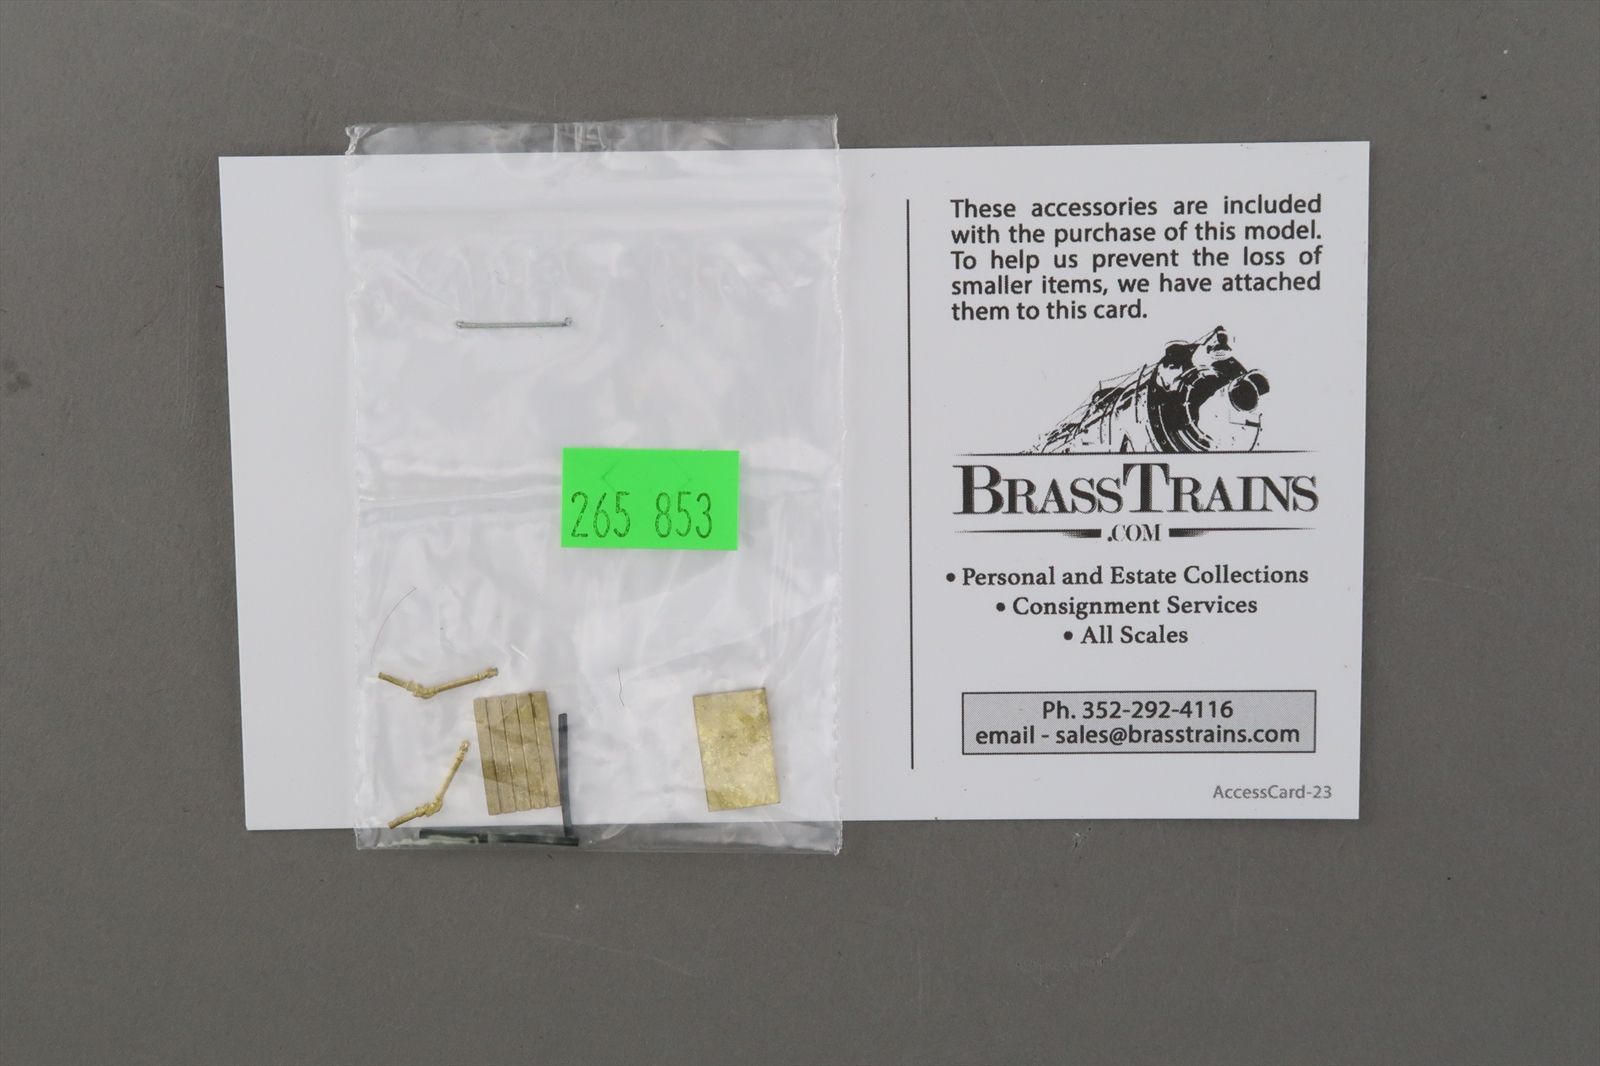 265 853
These accessories are included
with the purchase of this model.
To help us prevent the loss of
smaller items, we have attached
them to this card.
BRASSTRAINS
.COM
• Personal and Estate Collections
• Consignment Services
• All Scales
Ph. 352-292-4116
email - sales@brasstrains.com
AccessCard-23